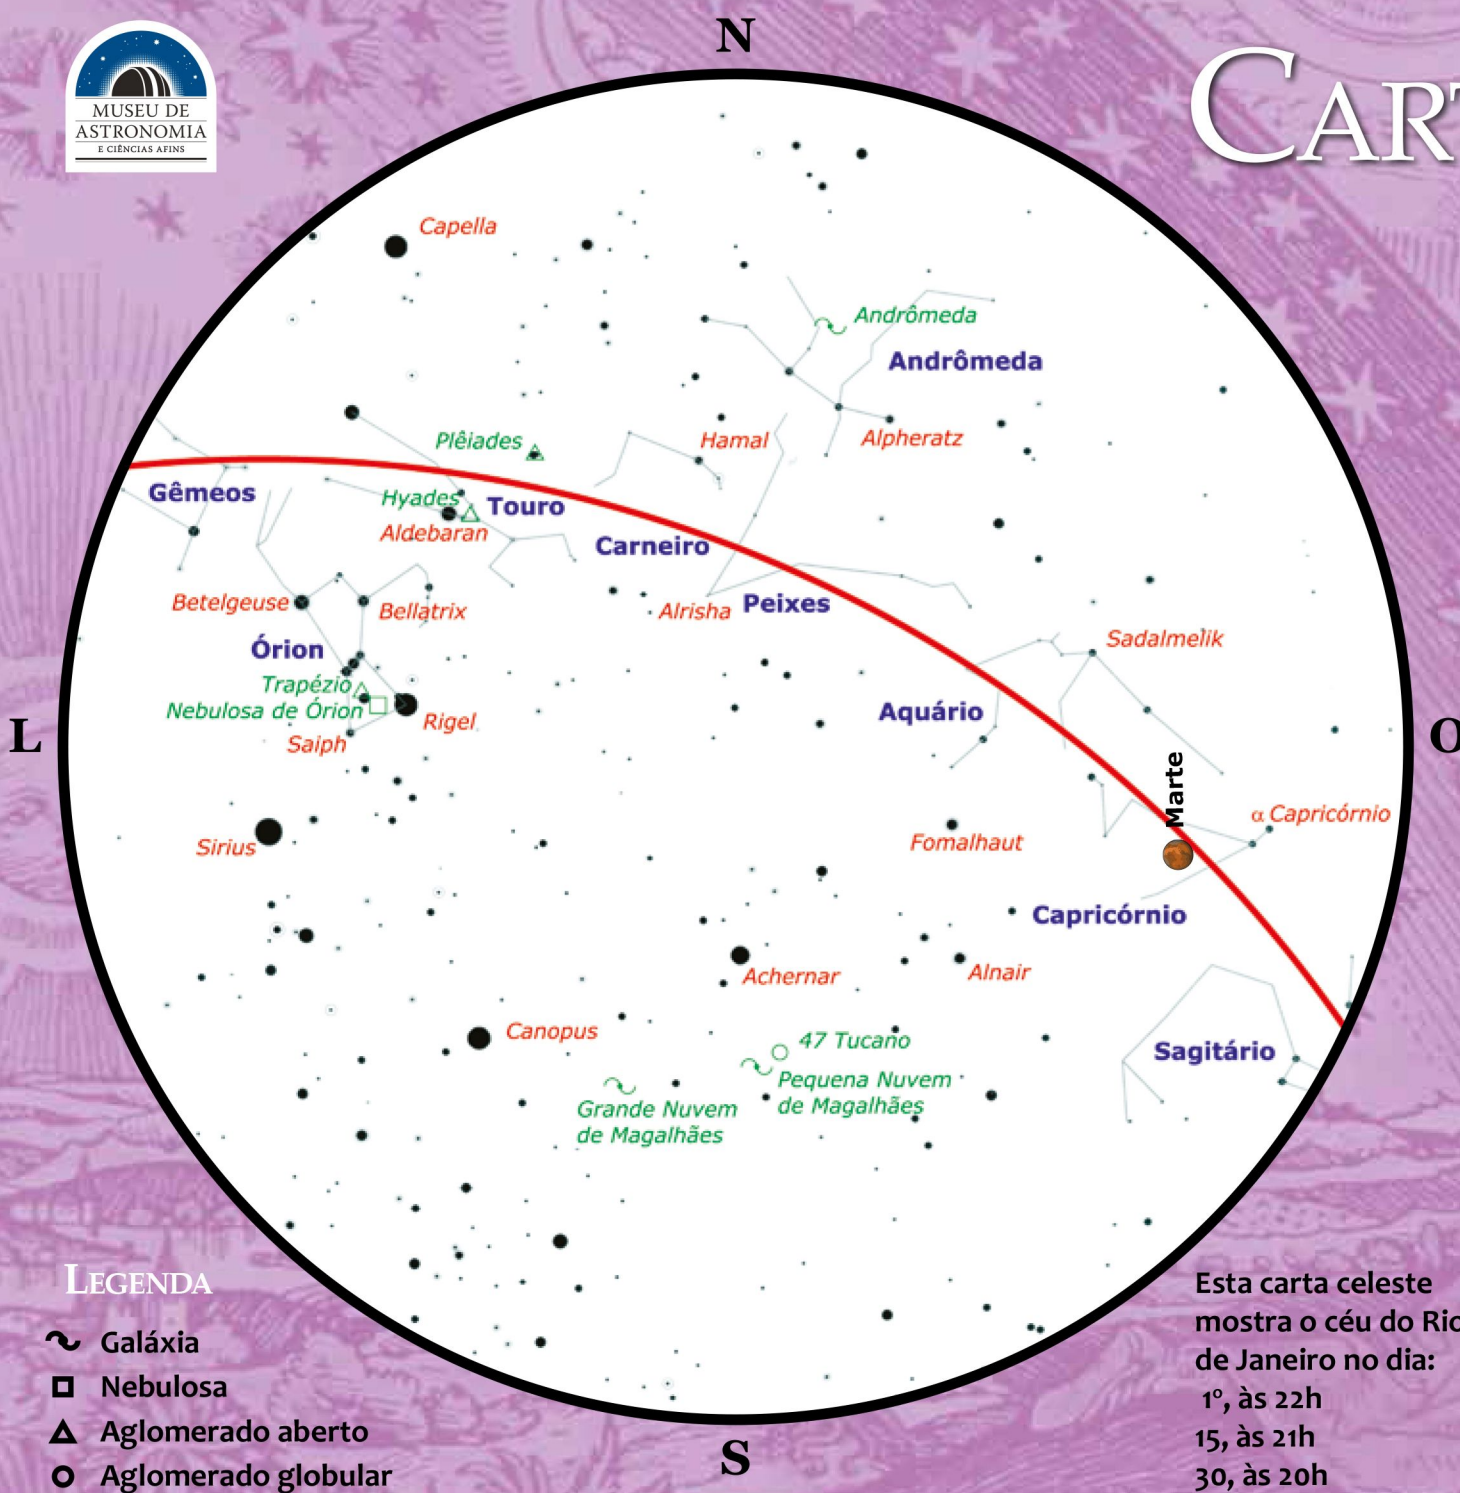 N
MUSEU DE
ASTRONOMIA
E CIÊNCIAS AFINS
CART
Capella
Andrômeda
Andrômeda
Plêiades
Hamal
Alpheratz
Gêmeos
Hyades
Touro
Aldebaran
Carneiro
Betelgeuse
Bellatrix
Alrisha
Peixes
Órion
Sadalmelik
Trapézio
Nebulosa de Órion
Rigel
Aquário
L
O
Saiph
Marte
α Capricórnio
Sirius
Fomalhaut
Capricórnio
Achernar
Alnair
Canopus
47 Tucano
Sagitário
Pequena Nuvem
de Magalhães
Grande Nuvem
de Magalhães
S
LEGENDA
Galáxia
Nebulosa
Aglomerado aberto
Aglomerado globular
Esta carta celeste
mostra o céu do Rio
de Janeiro no dia:
1º, às 22h
15, às 21h
30, às 20h